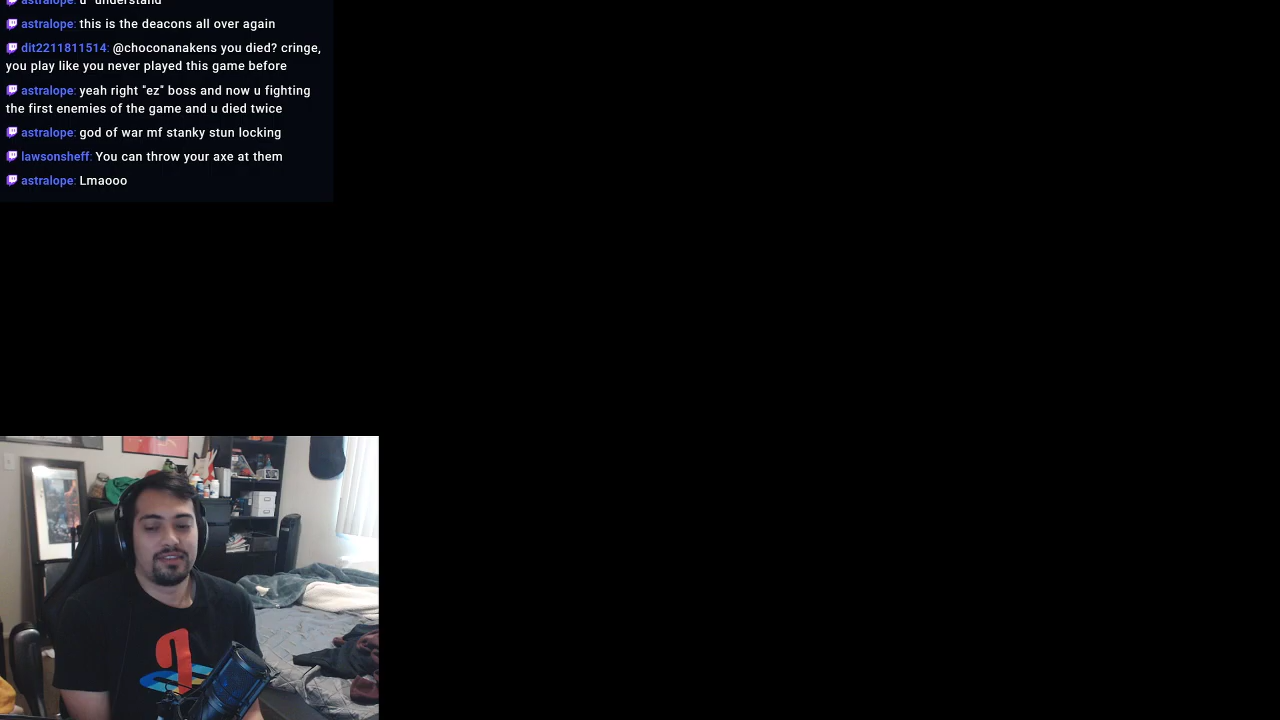 astralope: u understand
astralope: this is the deacons all over again
dit2211811514: @choconanakens you died? cringe,
you play like you never played this game before
astralope: yeah right "ez" boss and now u fighting
the first enemies of the game and u died twice
astralope: god of war mf stanky stun locking
lawsonsheff: You can throw your axe at them
astralope: Lmaooo